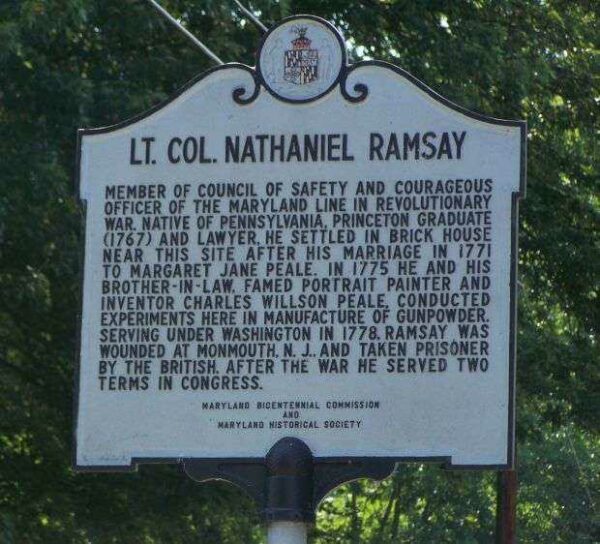 LT. COL. NATHANIEL RAMSAY
MEMBER OF COUNCIL OF SAFETY AND COURAGEOUS
OFFICER OF THE MARYLAND LINE IN REVOLUTIONARY
WAR. NATIVE OF PENNSYLVANIA, PRINCETON GRADUATE
(1767) AND LAWYER, HE SETTLED IN BRICK HOUSE
NEAR THIS SITE AFTER HIS MARRIAGE IN 1771
TO MARGARET JANE PEALE. IN 1775 HE AND HIS
BROTHER-IN-LAW, FAMED PORTRAIT PAINTER AND
INVENTOR CHARLES WILLSON PEALE, CONDUCTED
EXPERIMENTS HERE IN MANUFACTURE OF GUNPOWDER.
SERVING UNDER WASHINGTON IN 1778, RAMSAY WAS
WOUNDED AT MONMOUTH, N. J., AND TAKEN PRISONER
BY THE BRITISH. AFTER THE WAR HE SERVED TWO
TERMS IN CONGRESS.
MARYLAND BICENTENNIAL COMMISSION
AND
MARYLAND HISTORICAL SOCIETY